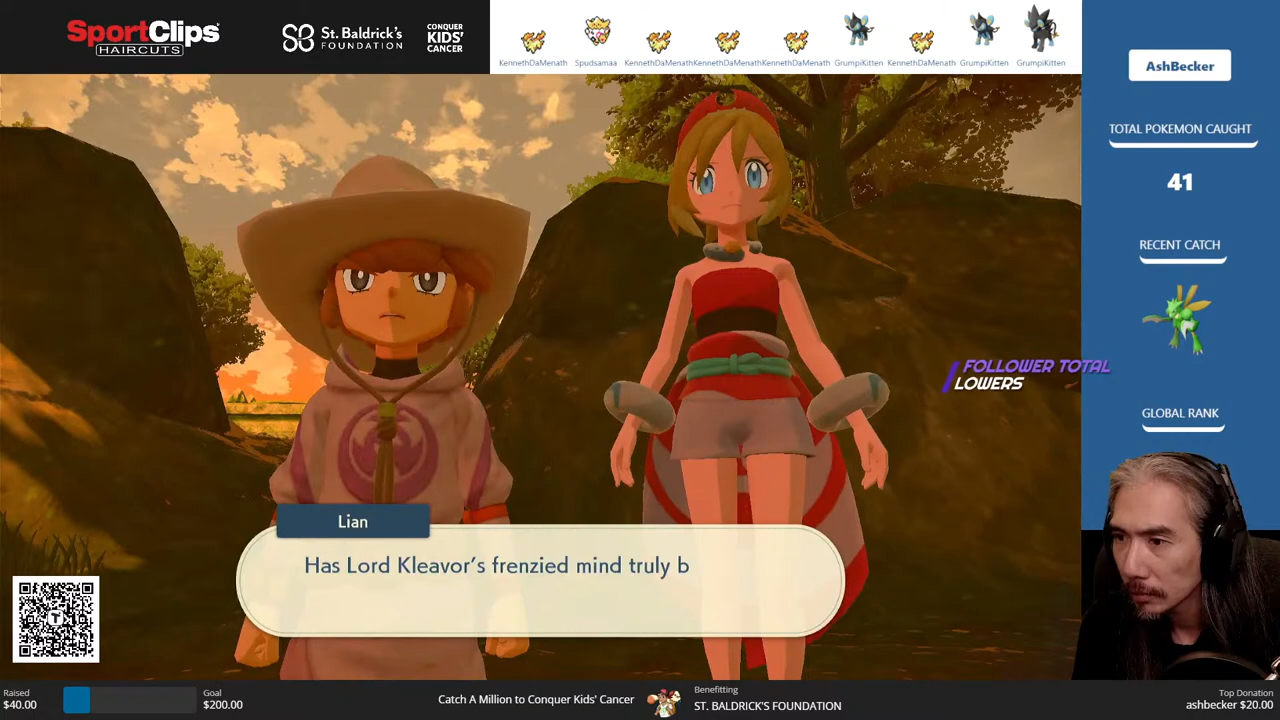 SportClips
HAIRCUTS
St. Baldrick's
FOUNDATION
CONQUER
KIDS'
CANCER
KennethDaMenath
Spudsamaa
KennethDaMenath
KennethDaMenath
KennethDaMenath
GrumpiKitten
KennethDaMenath
GrumpiKitten
GrumpiKitten
AshBecker
TOTAL POKEMON CAUGHT
41
RECENT CATCH
FOLLOWER TOTAL
LOWERS
GLOBAL RANK
Lian
Has Lord Kleavor's frenzied mind truly b
Raised
$40.00
Goal
$200.00
Catch A Million to Conquer Kids' Cancer
Benefitting
ST. BALDRICK'S FOUNDATION
Top Donation
ashbecker $20.00